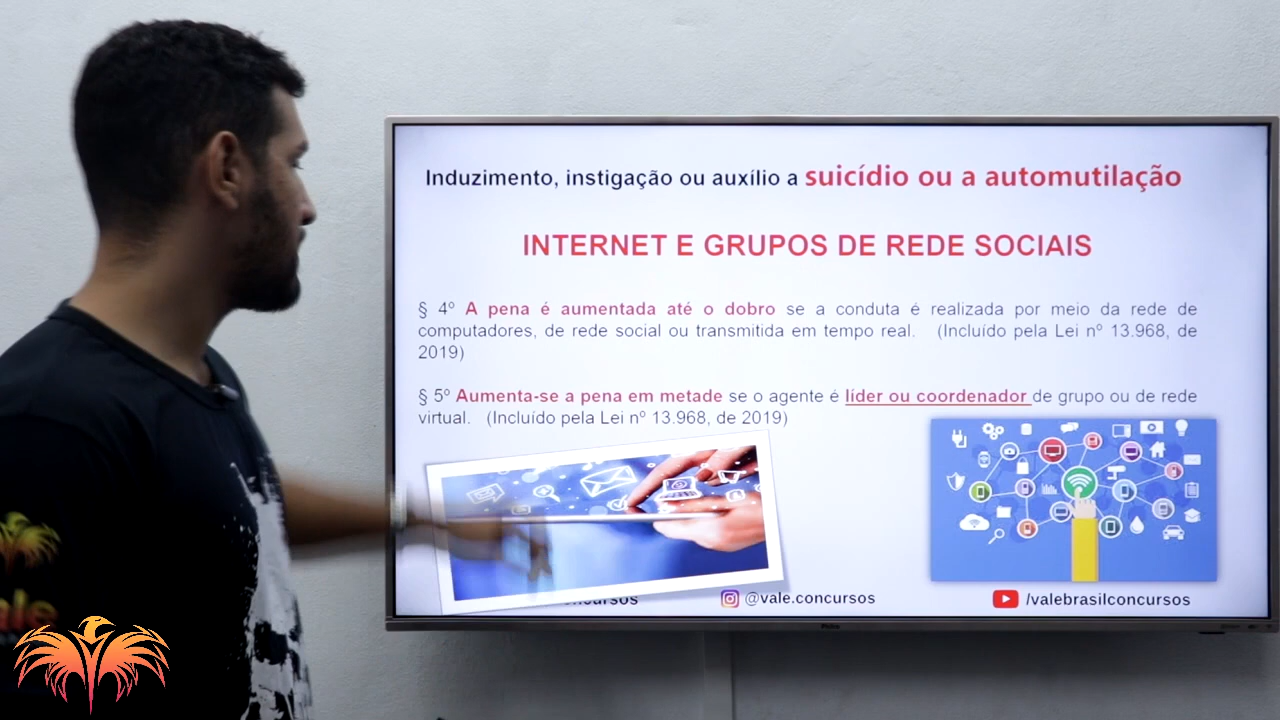 Induzimento, instigação ou auxílio a suicídio ou a automutilação
INTERNET E GRUPOS DE REDE SOCIAIS
§ 4º A pena é aumentada até o dobro se a conduta é realizada por meio da rede de
computadores, de rede social ou transmitida em tempo real. (Incluído pela Lei nº 13.968, de
2019)
§ 5º Aumenta-se a pena em metade se o agente é líder ou coordenador de grupo ou de rede
virtual. (Incluído pela Lei nº 13.968, de 2019)
@vale.concursos
/valebrasilconcursos